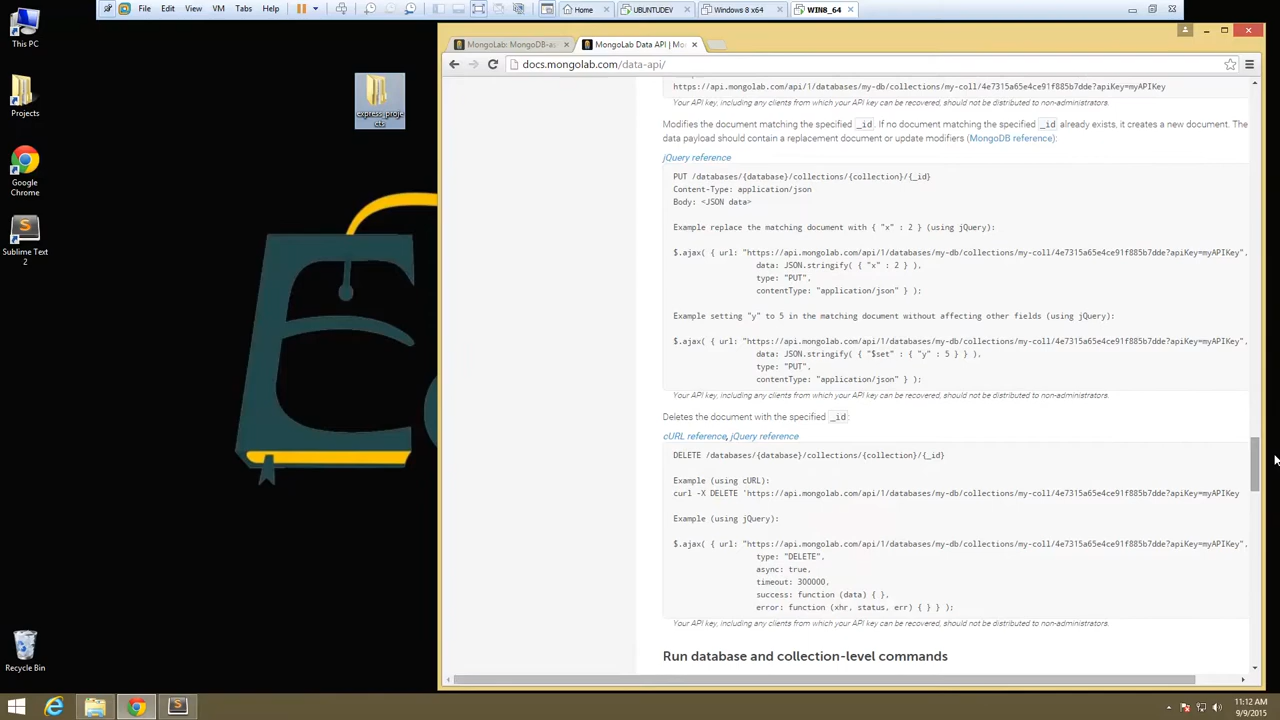 File Edit View VM Tabs Help
Home UBUNTUDEV Windows 8 x64 WIN8_64
This PC
Projects
Google
Chrome
Sublime Text
2
express_proje
cts
Recycle Bin
MongoLab: MongoDB-as MongoLab Data API | Mo
docs.mongolab.com/data-api/
https://api.mongolab.com/api/1/databases/my-db/collections/my-coll/4e7315a65e4ce91f885b7dde?apiKey=myAPIKey
Your API key, including any clients from which your API key can be recovered, should not be distributed to non-administrators.
Modifies the document matching the specified _id. If no document matching the specified _id already exists, it creates a new document. The
data payload should contain a replacement document or update modifiers (MongoDB reference):
jQuery reference
PUT /databases/{database}/collections/{collection}/{_id}
Content-Type: application/json
Body: <JSON data>
Example replace the matching document with { "x" : 2 } (using jQuery):
$.ajax( { url: "https://api.mongolab.com/api/1/databases/my-db/collections/my-coll/4e7315a65e4ce91f885b7dde?apiKey=myAPIKey",
data: JSON.stringify( { "x" : 2 } ),
type: "PUT",
contentType: "application/json" } );
Example setting "y" to 5 in the matching document without affecting other fields (using jQuery):
$.ajax( { url: "https://api.mongolab.com/api/1/databases/my-db/collections/my-coll/4e7315a65e4ce91f885b7dde?apiKey=myAPIKey",
data: JSON.stringify( { "$set" : { "y" : 5 } } ),
type: "PUT",
contentType: "application/json" } );
Your API key, including any clients from which your API key can be recovered, should not be distributed to non-administrators.
Deletes the document with the specified _id:
cURL reference, jQuery reference
DELETE /databases/{database}/collections/{collection}/{_id}
Example (using cURL):
curl -X DELETE 'https://api.mongolab.com/api/1/databases/my-db/collections/my-coll/4e7315a65e4ce91f885b7dde?apiKey=myAPIKey
Example (using jQuery):
$.ajax( { url: "https://api.mongolab.com/api/1/databases/my-db/collections/my-coll/4e7315a65e4ce91f885b7dde?apiKey=myAPIKey",
type: "DELETE",
async: true,
timeout: 300000,
success: function (data) { },
error: function (xhr, status, err) { } } );
Your API key, including any clients from which your API key can be recovered, should not be distributed to non-administrators.
Run database and collection-level commands
11:12 AM
9/9/2015